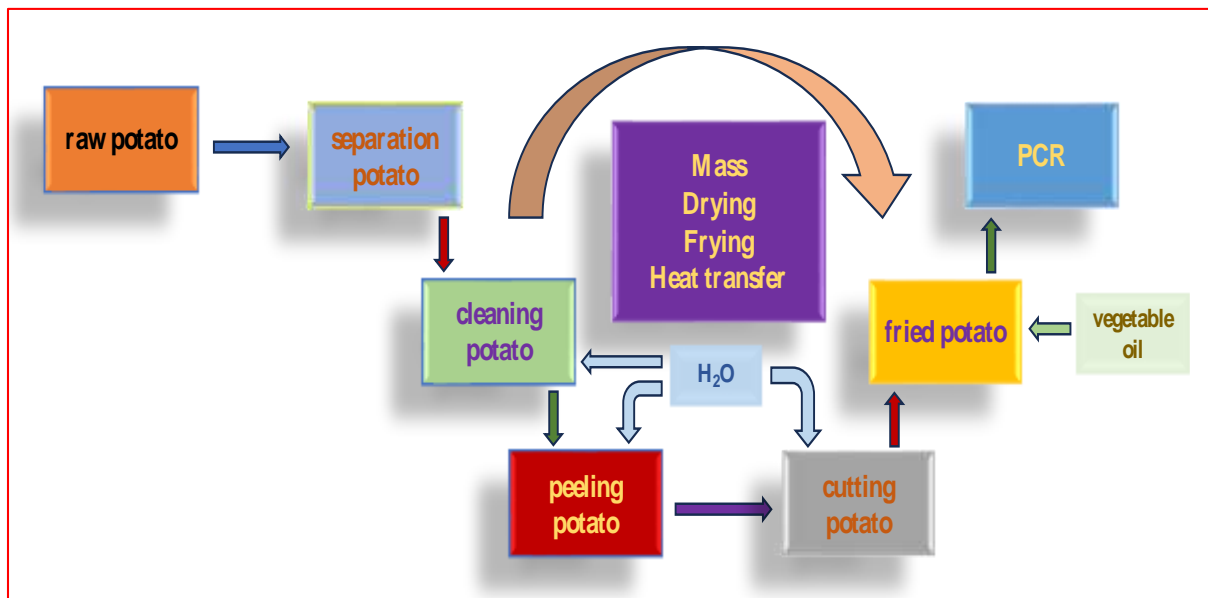 raw potato
separation
potato
cleaning
potato
peeling
potato
H₂O
cutting
potato
Mass
Drying
Frying
Heat transfer
fried potato
vegetable
oil
PCR